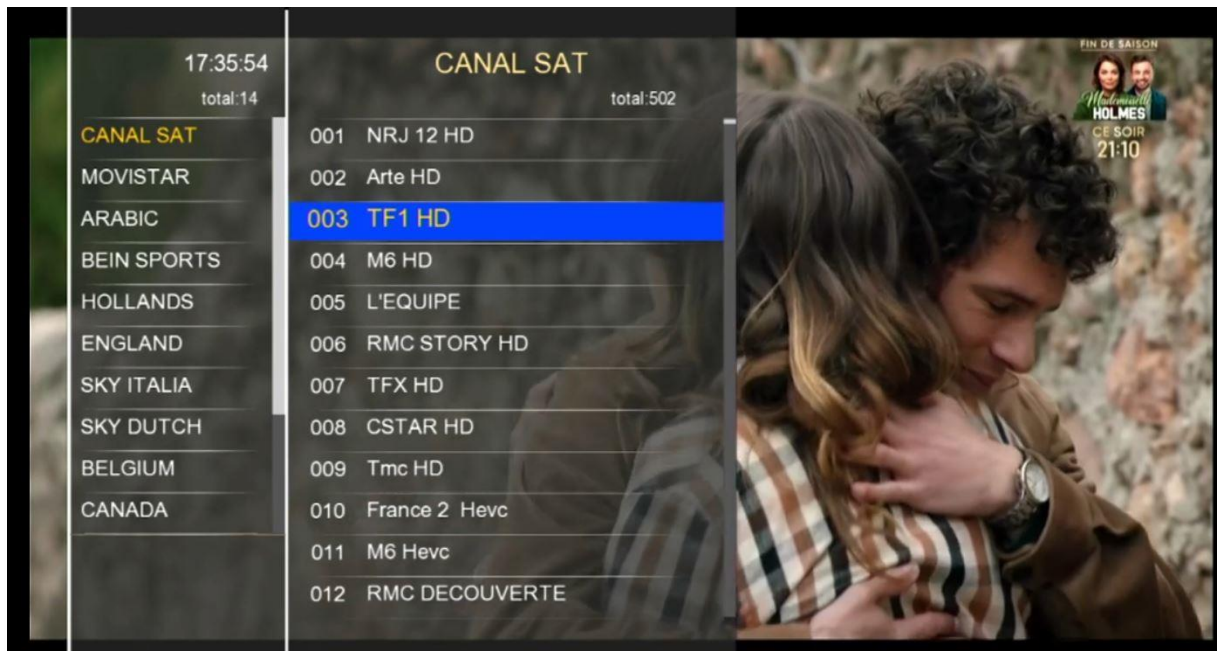 17:35:54
total:14
CANAL SAT
MOVISTAR
ARABIC
BEIN SPORTS
HOLLANDS
ENGLAND
SKY ITALIA
SKY DUTCH
BELGIUM
CANADA
CANAL SAT
total:502
001 NRJ 12 HD
002 Arte HD
003 TF1 HD
004 M6 HD
005 L'EQUIPE
006 RMC STORY HD
007 TFX HD
008 CSTAR HD
009 Tmc HD
010 France 2 Hevc
011 M6 Hevc
012 RMC DECOUVERTE
FIN DE SAISON
Mademoiselle
HOLMES
CE SOIR
21:10